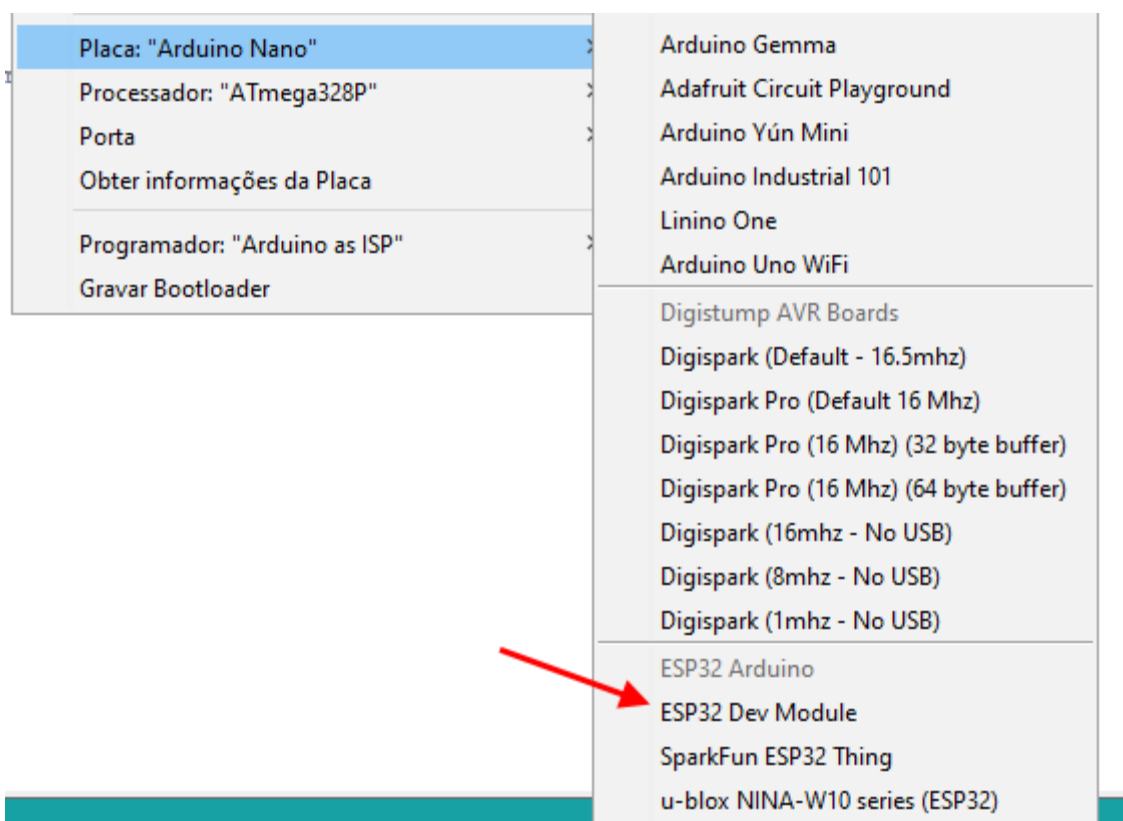 Placa: "Arduino Nano"
Processador: "ATmega328P"
Porta
Obter informações da Placa
Programador: "Arduino as ISP"
Gravar Bootloader
Arduino Gemma
Adafruit Circuit Playground
Arduino Yún Mini
Arduino Industrial 101
Linino One
Arduino Uno WiFi
Digistump AVR Boards
Digispark (Default - 16.5mhz)
Digispark Pro (Default 16 Mhz)
Digispark Pro (16 Mhz) (32 byte buffer)
Digispark Pro (16 Mhz) (64 byte buffer)
Digispark (16mhz - No USB)
Digispark (8mhz - No USB)
Digispark (1mhz - No USB)
ESP32 Arduino
ESP32 Dev Module
SparkFun ESP32 Thing
u-blox NINA-W10 series (ESP32)